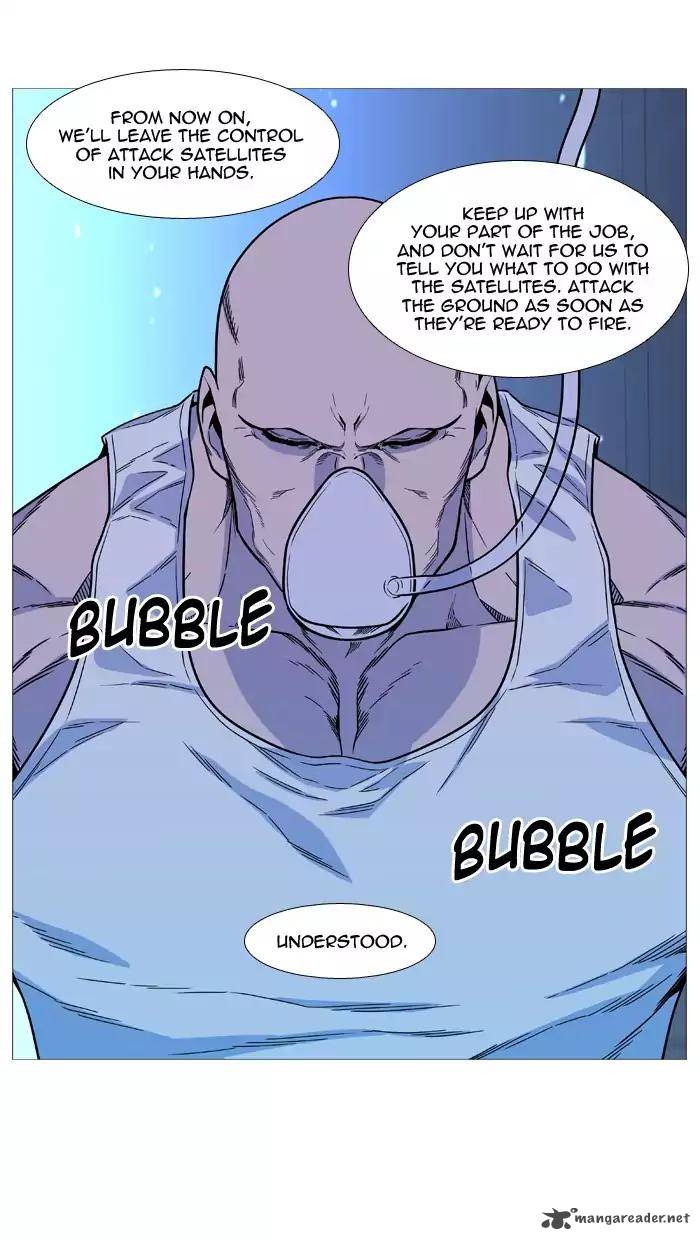 FROM NOW ON,
WE'LL LEAVE THE CONTROL
OF ATTACK SATELLITES
IN YOUR HANDS.
KEEP UP WITH
YOUR PART OF THE JOB,
AND DON'T WAIT FOR US TO
TELL YOU WHAT TO DO WITH
THE SATELLITES. ATTACK
THE GROUND AS SOON AS
THEY'RE READY TO FIRE.
BUBBLE
BUBBLE
UNDERSTOOD.
mangareader.net